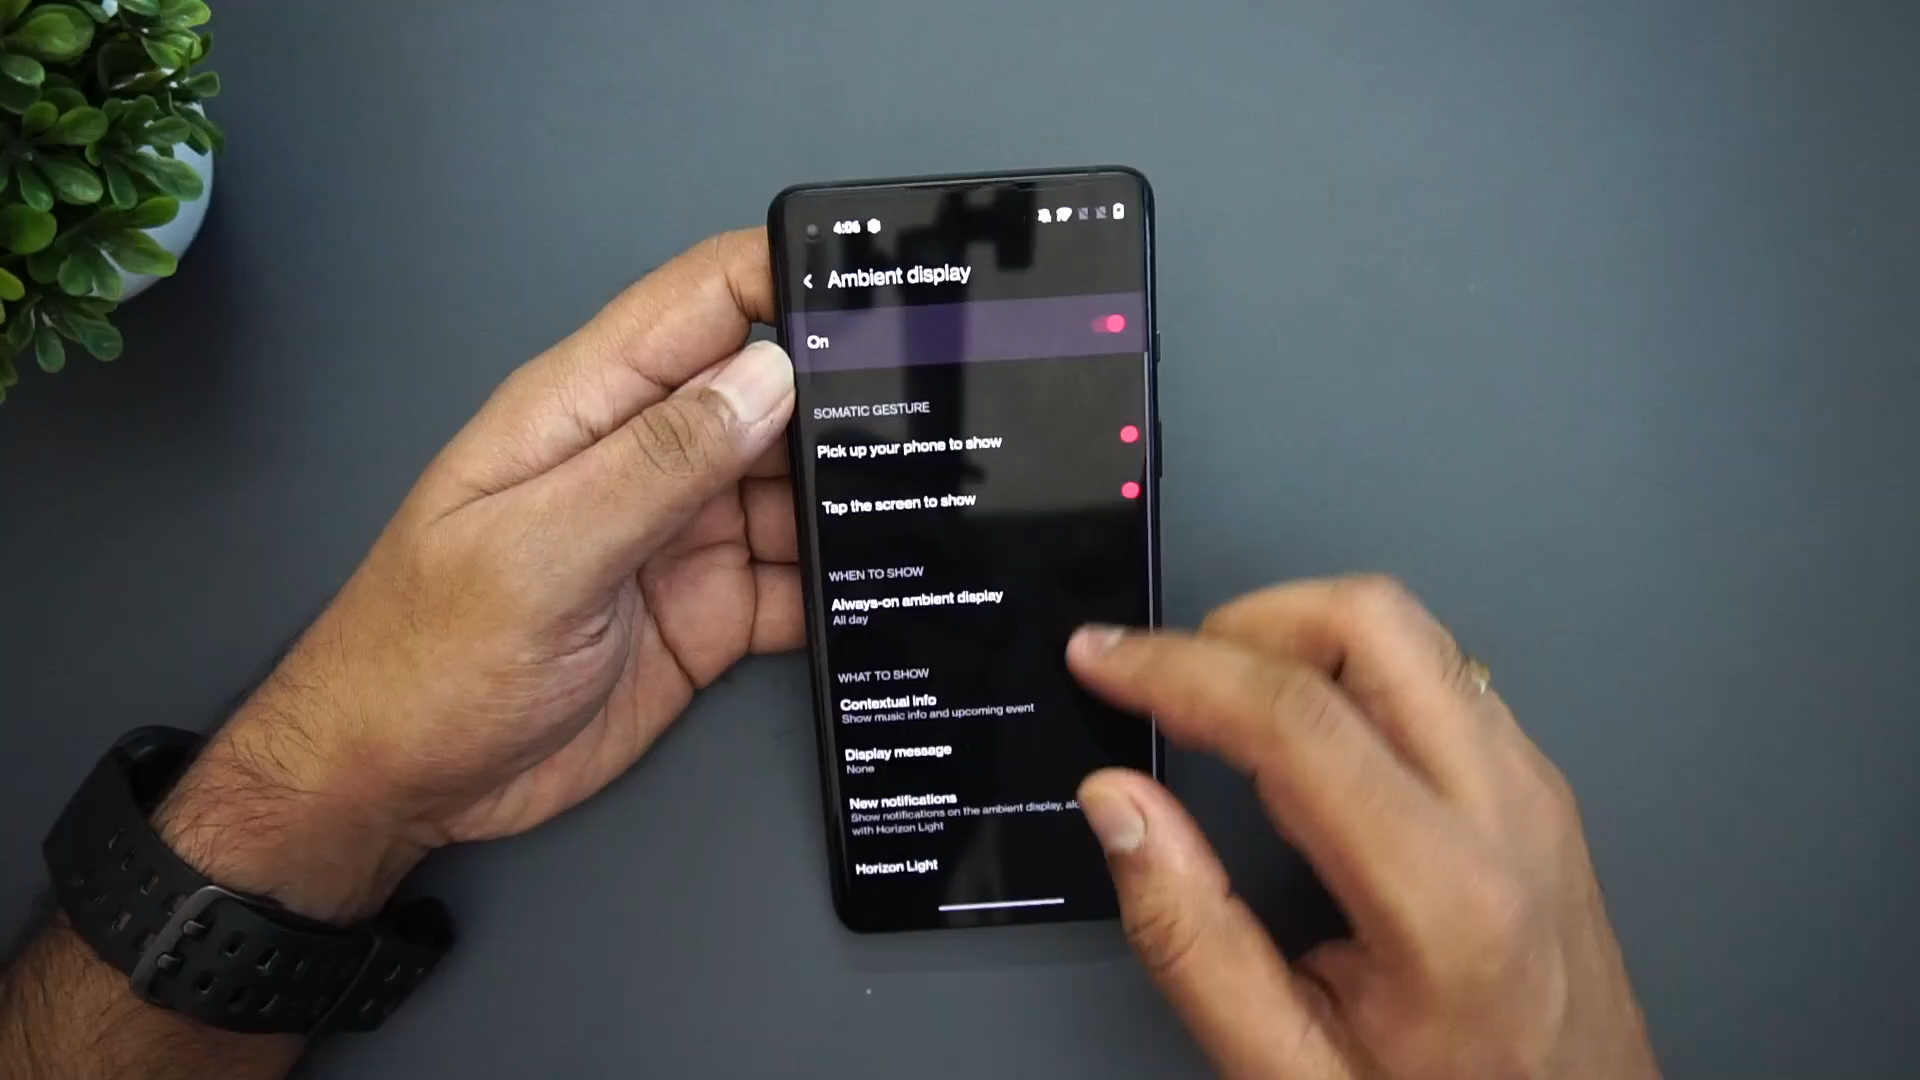 4:06
Ambient display
On
SOMATIC GESTURE
Pick up your phone to show
Tap the screen to show
WHEN TO SHOW
Always-on ambient display
All day
WHAT TO SHOW
Contextual info
Show music info and upcoming event
Display message
None
New notifications
Show notifications on the ambient display,
with Horizon Light
Horizon Light